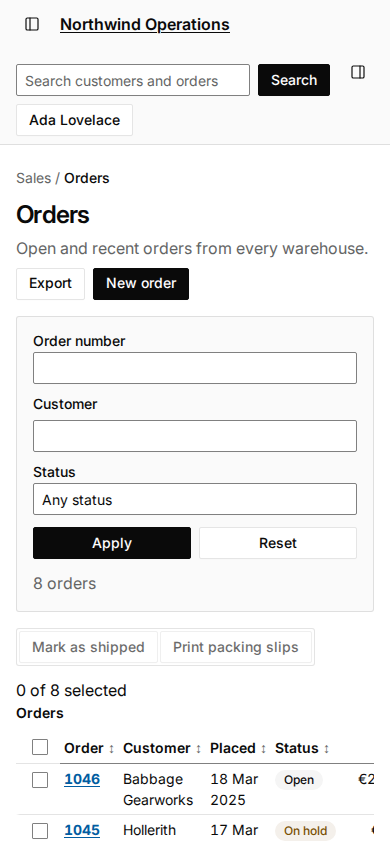 Northwind Operations
Search customers and orders
Search
Ada Lovelace
Sales / Orders
Orders
Open and recent orders from every warehouse.
Export
New order
Order number
Customer
Status
Any status
Apply
Reset
8 orders
Mark as shipped
Print packing slips
0 of 8 selected
Orders
Order ↕ Customer ↕ Placed ↕ Status ↕
1046 Babbage Gearworks 18 Mar 2025 Open €2
1045 Hollerith 17 Mar On hold